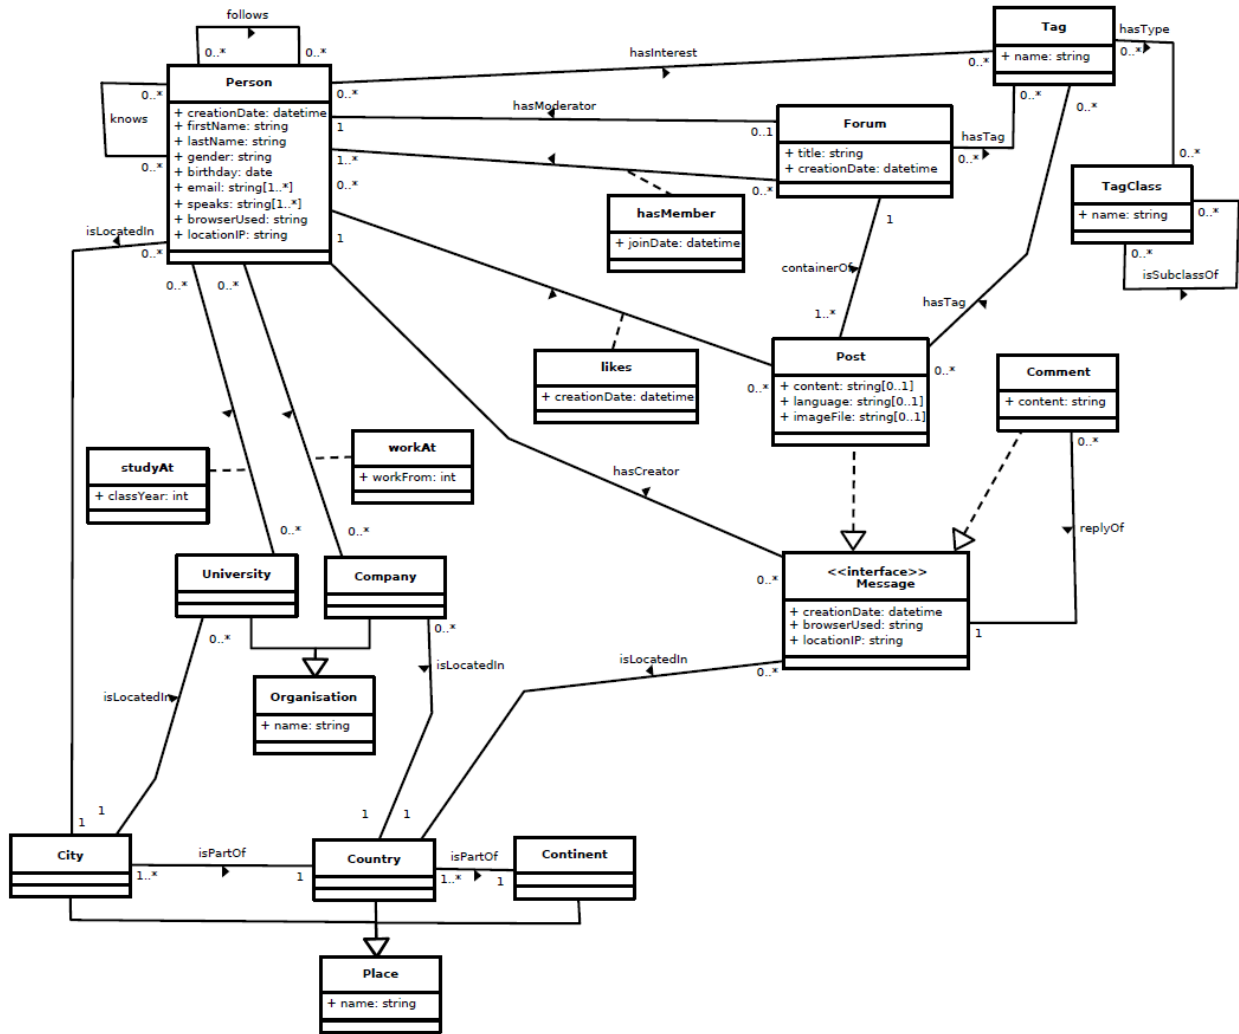 follows
0..*
0..*
Person
+ creationDate: datetime
+ firstName: string
+ lastName: string
+ gender: string
+ birthday: date
+ email: string[1..*]
+ speaks: string[1..*]
+ browserUsed: string
+ locationIP: string
0..*
knows
0..*
hasInterest
0..*
0..*
Tag
+ name: string
hasType
0..*
0..*
hasModerator
1
0..1
1..*
0..*
0..*
Forum
+ title: string
+ creationDate: datetime
hasTag
0..*
0..*
0..*
TagClass
+ name: string
0..*
0..*
isSubclassOf
hasMember
+ joinDate: datetime
isLocatedIn
0..*
1
1
containerOf
1..*
hasTag
0..*
0..*
0..*
likes
+ creationDate: datetime
0..*
Post
+ content: string[0..1]
+ language: string[0..1]
+ imageFile: string[0..1]
Comment
+ content: string
0..*
studyAt
+ classYear: int
workAt
+ workFrom: int
hasCreator
replyOf
0..*
0..*
University
Company
0..*
<<interface>>
Message
+ creationDate: datetime
+ browserUsed: string
+ locationIP: string
1
0..*
0..*
isLocatedIn
isLocatedIn
0..*
isLocatedIn
Organisation
+ name: string
1
1
1
1
City
isPartOf
1..*
1
Country
isPartOf
1..*
1
Continent
Place
+ name: string